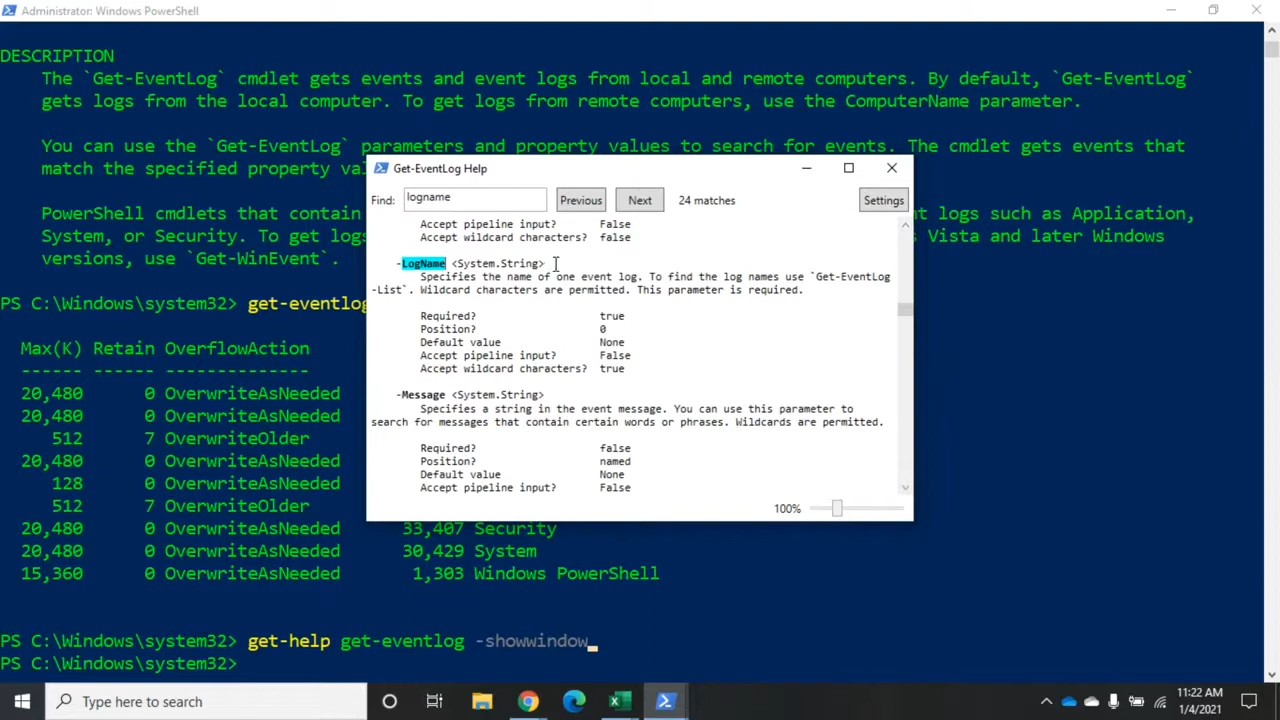 Administrator: Windows PowerShell
DESCRIPTION
The `Get-EventLog` cmdlet gets events and event logs from local and remote computers. By default, `Get-EventLog`
gets logs from the local computer. To get logs from remote computers, use the ComputerName parameter.
You can use the `Get-EventLog` parameters and property values to search for events. The cmdlet gets events that
match the specified property val
PowerShell cmdlets that contain
t logs such as Application,
System, or Security. To get logs
Vista and later Windows
versions, use `Get-WinEvent`.
PS C:\Windows\system32> get-eventlog
Max(K) Retain OverflowAction
------ ------ --------------
20,480 0 OverwriteAsNeeded
20,480 0 OverwriteAsNeeded
512 7 OverwriteOlder
20,480 0 OverwriteAsNeeded
128 0 OverwriteAsNeeded
512 7 OverwriteOlder
20,480 0 OverwriteAsNeeded 33,407 Security
20,480 0 OverwriteAsNeeded 30,429 System
15,360 0 OverwriteAsNeeded 1,303 Windows PowerShell
PS C:\Windows\system32> get-help get-eventlog -showwindow
PS C:\Windows\system32>
Get-EventLog Help
Find: logname Previous Next 24 matches Settings
Accept pipeline input? False
Accept wildcard characters? false
-LogName <System.String>
Specifies the name of one event log. To find the log names use `Get-EventLog
-List`. Wildcard characters are permitted. This parameter is required.
Required? true
Position? 0
Default value None
Accept pipeline input? False
Accept wildcard characters? true
-Message <System.String>
Specifies a string in the event message. You can use this parameter to
search for messages that contain certain words or phrases. Wildcards are permitted.
Required? false
Position? named
Default value None
Accept pipeline input? False
100%
Type here to search
11:22 AM
1/4/2021